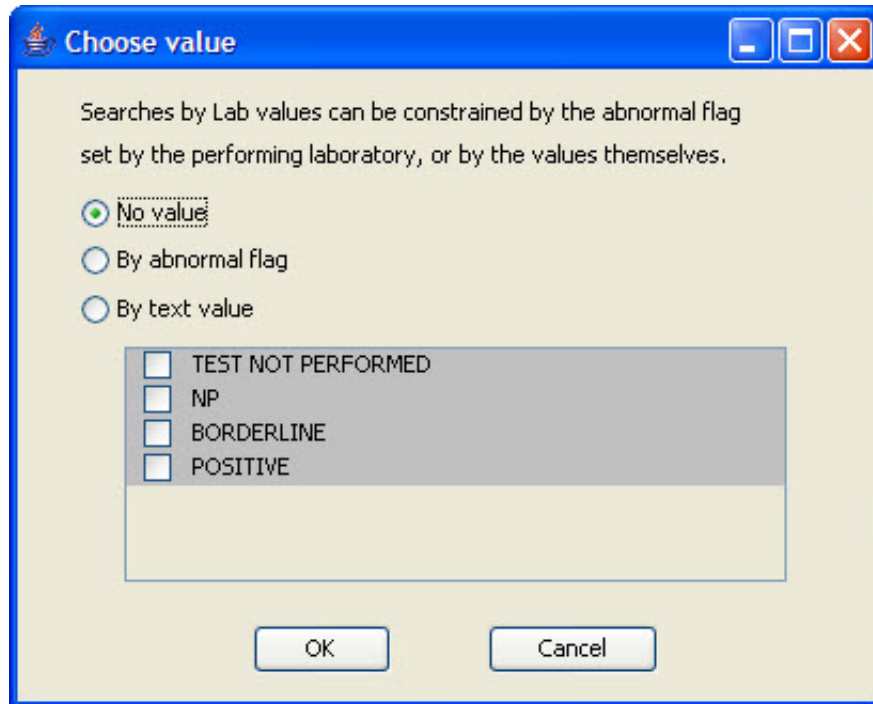 Choose value
Searches by Lab values can be constrained by the abnormal flag
set by the performing laboratory, or by the values themselves.
No value
By abnormal flag
By text value
TEST NOT PERFORMED
NP
BORDERLINE
POSITIVE
OK
Cancel